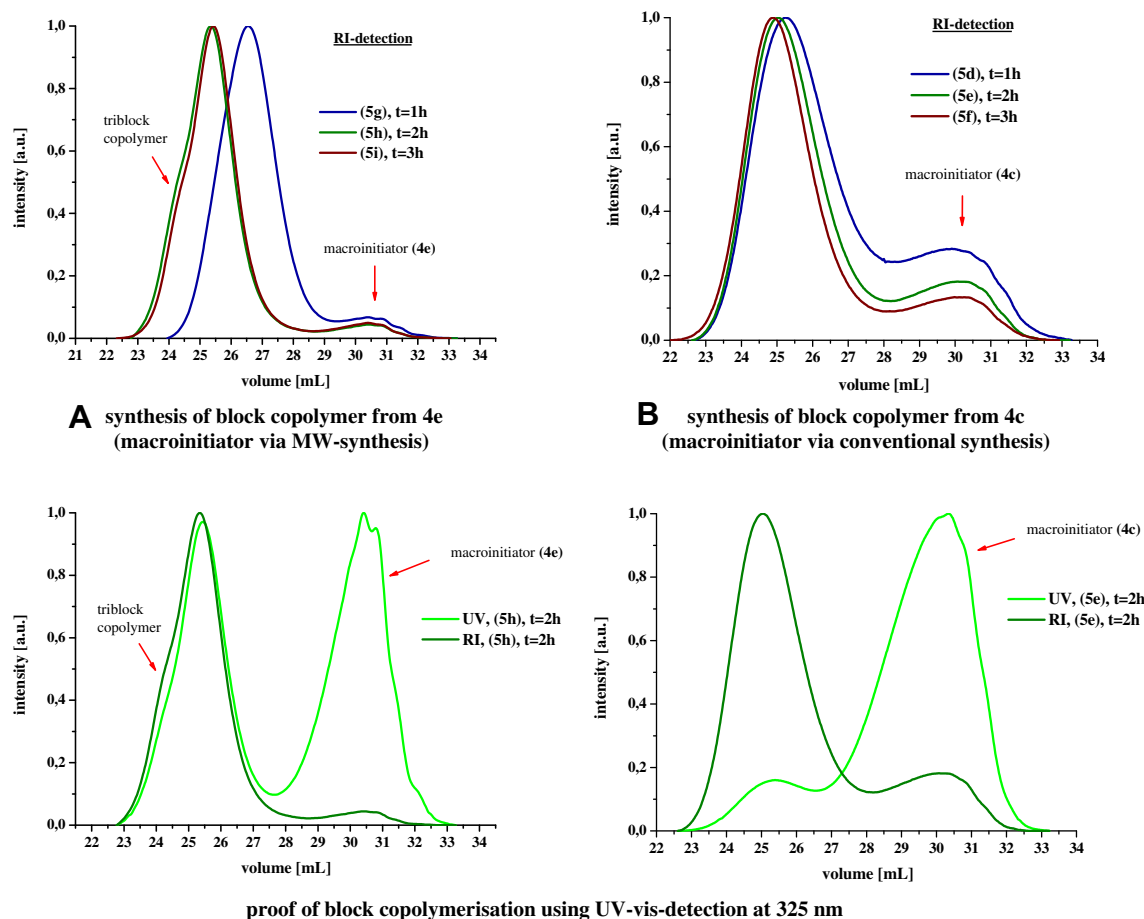 RI-detection
(5g), t=1h
(5h), t=2h
(5i), t=3h
triblock
copolymer
macroinitiator (4e)
intensity [a.u.]
1,0
0,8
0,6
0,4
0,2
0,0
21 22 23 24 25 26 27 28 29 30 31 32 33 34
volume [mL]
A synthesis of block copolymer from 4e
(macroinitiator via MW-synthesis)
RI-detection
(5d), t=1h
(5e), t=2h
(5f), t=3h
macroinitiator (4c)
intensity [a.u.]
1,0
0,8
0,6
0,4
0,2
0,0
22 23 24 25 26 27 28 29 30 31 32 33 34
volume [mL]
B synthesis of block copolymer from 4c
(macroinitiator via conventional synthesis)
macroinitiator (4e)
triblock
copolymer
UV, (5h), t=2h
RI, (5h), t=2h
intensity [a.u.]
1,0
0,8
0,6
0,4
0,2
0,0
22 23 24 25 26 27 28 29 30 31 32 33 34
volume [mL]
macroinitiator (4c)
UV, (5e), t=2h
RI, (5e), t=2h
intensity [a.u.]
1,0
0,8
0,6
0,4
0,2
0,0
22 23 24 25 26 27 28 29 30 31 32 33 34
volume [mL]
proof of block copolymerisation using UV-vis-detection at 325 nm